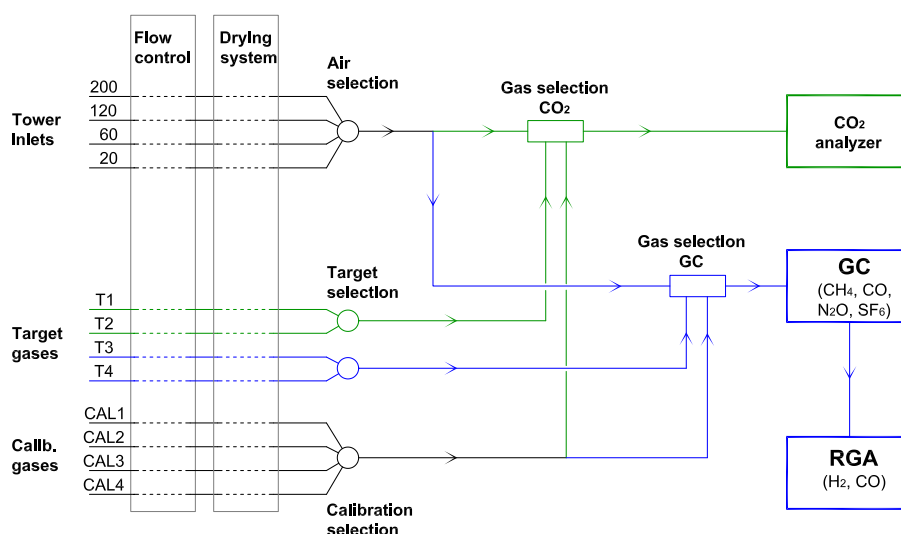 Flow
control
DryIng
system
Air
selection
Gas selection
CO₂
Tower
Inlets
200
120
60
20
CO₂
analyzer
Gas selection
GC
GC
(CH₄, CO,
N₂O, SF₆)
Target
selection
Target
gases
T1
T2
T3
T4
Callb.
gases
CAL1
CAL2
CAL3
CAL4
Calibration
selection
RGA
(H₂, CO)